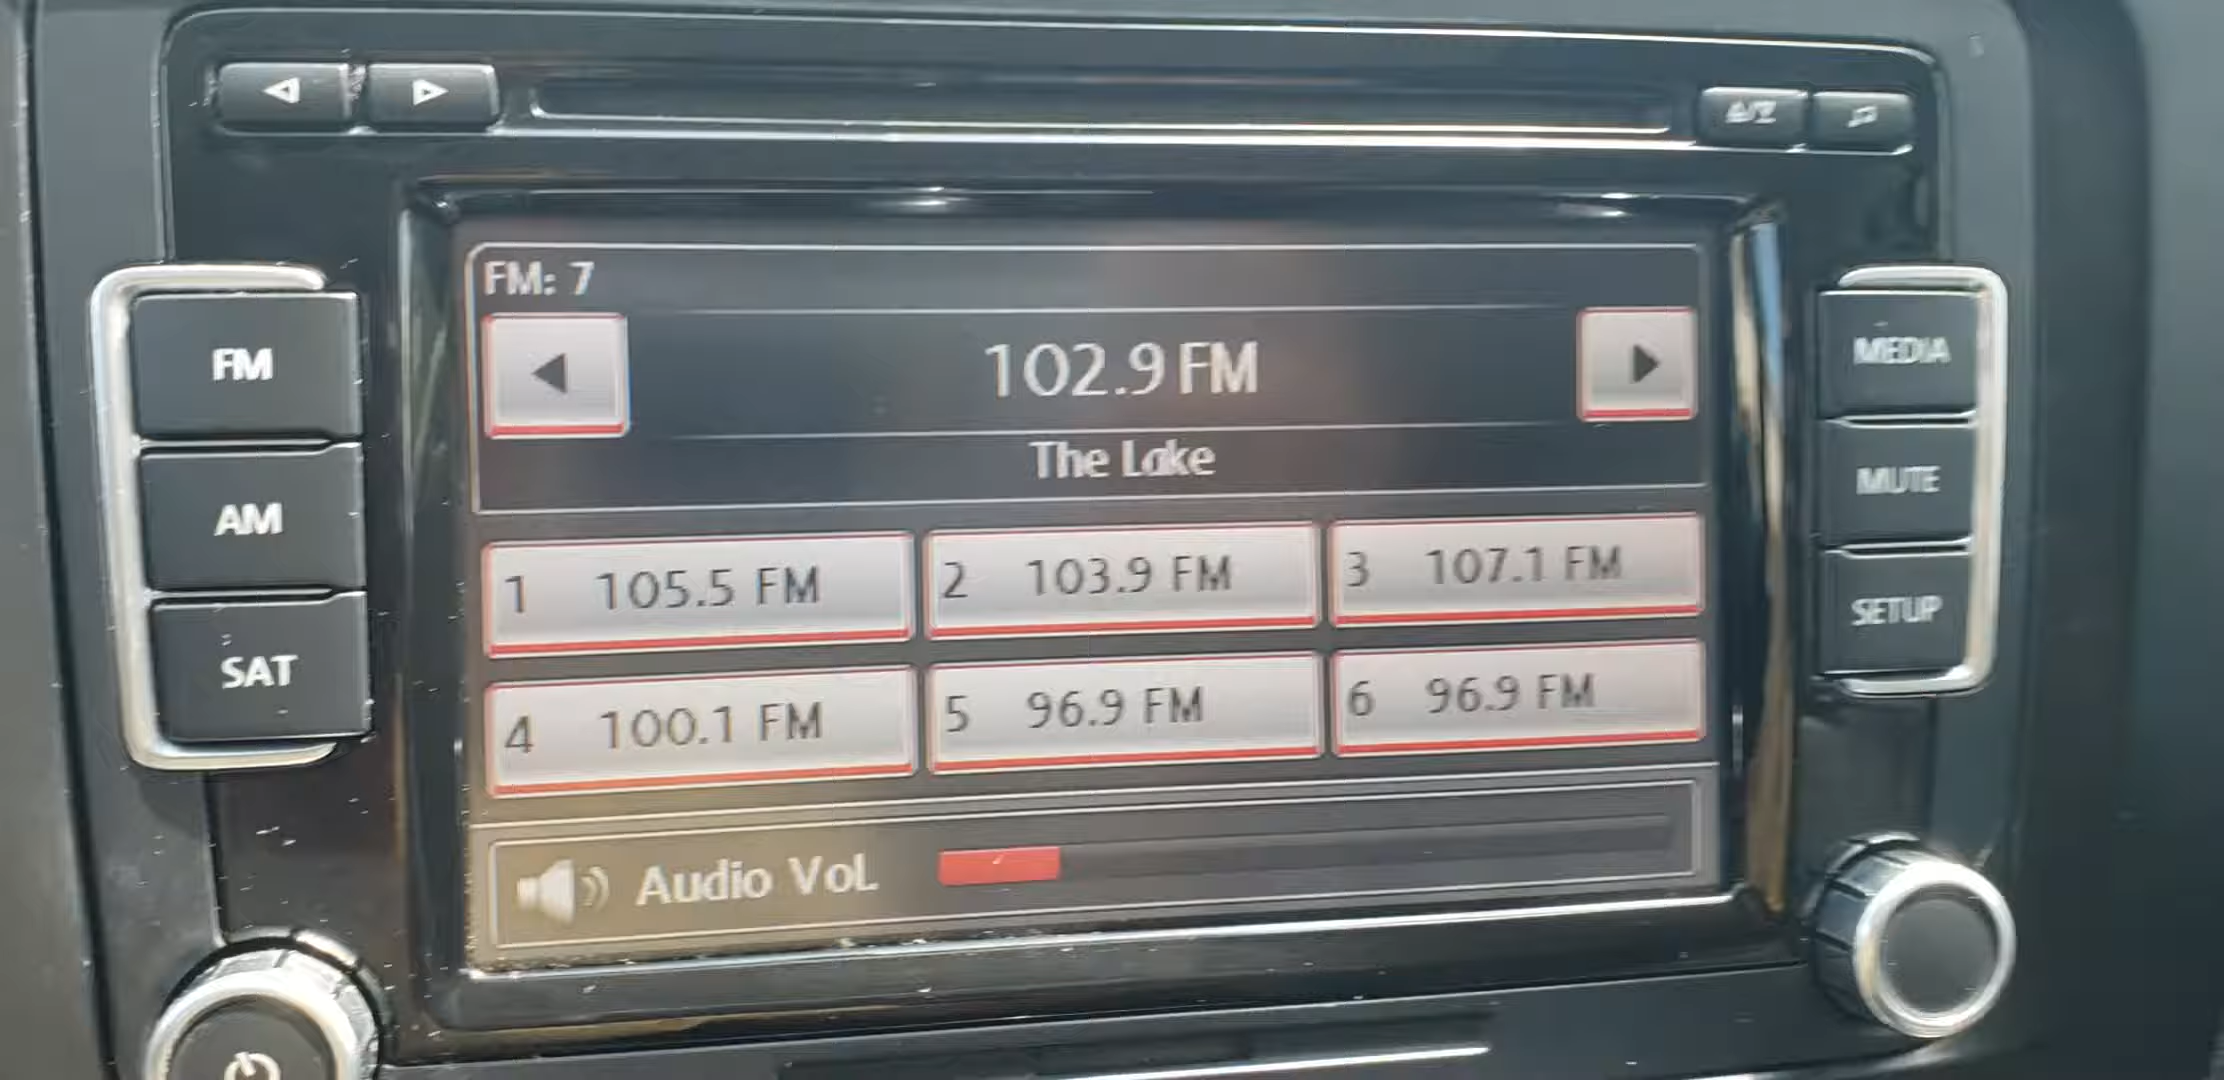 FM: 7
102.9 FM
The Lake
FM
AM
SAT
1 105.5 FM
2 103.9 FM
3 107.1 FM
4 100.1 FM
5 96.9 FM
6 96.9 FM
Audio Vol.
MEDIA
MUTE
SETUP